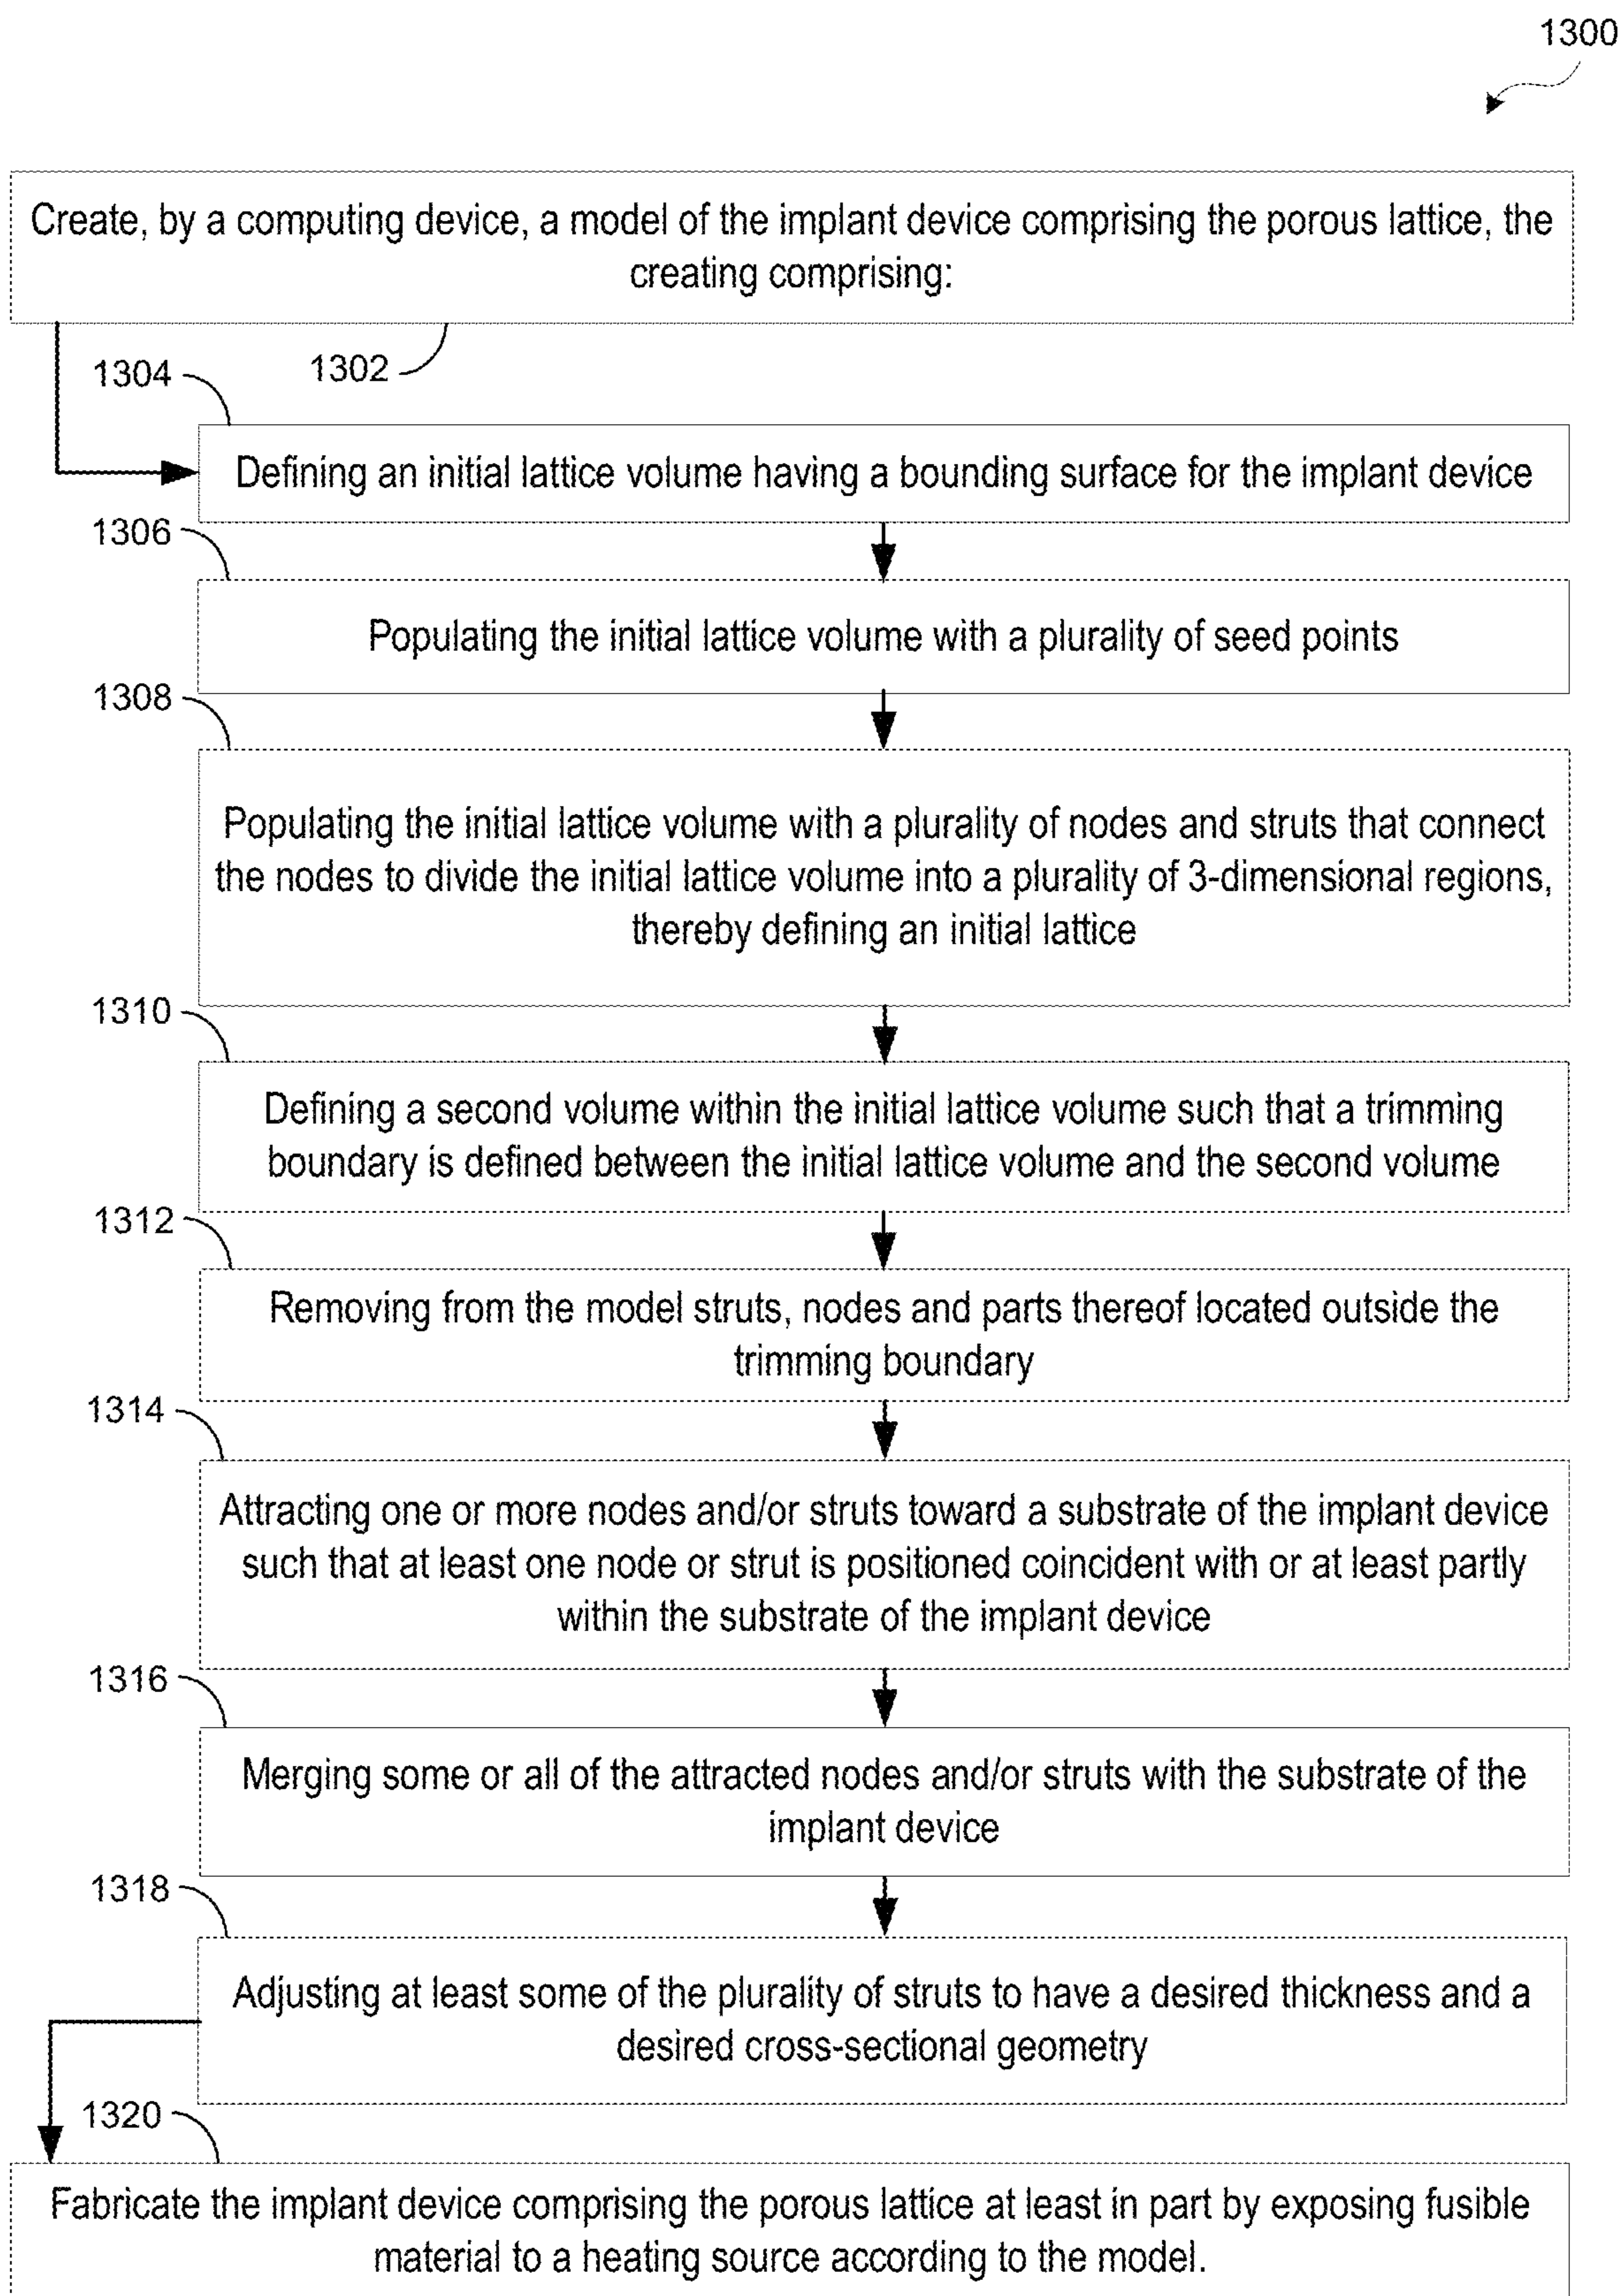 1300
Create, by a computing device, a model of the implant device comprising the porous lattice, the
creating comprising:
1302
1304
Defining an initial lattice volume having a bounding surface for the implant device
1306
Populating the initial lattice volume with a plurality of seed points
1308
Populating the initial lattice volume with a plurality of nodes and struts that connect
the nodes to divide the initial lattice volume into a plurality of 3-dimensional regions,
thereby defining an initial lattice
1310
Defining a second volume within the initial lattice volume such that a trimming
boundary is defined between the initial lattice volume and the second volume
1312
Removing from the model struts, nodes and parts thereof located outside the
trimming boundary
1314
Attracting one or more nodes and/or struts toward a substrate of the implant device
such that at least one node or strut is positioned coincident with or at least partly
within the substrate of the implant device
1316
Merging some or all of the attracted nodes and/or struts with the substrate of the
implant device
1318
Adjusting at least some of the plurality of struts to have a desired thickness and a
desired cross-sectional geometry
1320
Fabricate the implant device comprising the porous lattice at least in part by exposing fusible
material to a heating source according to the model.